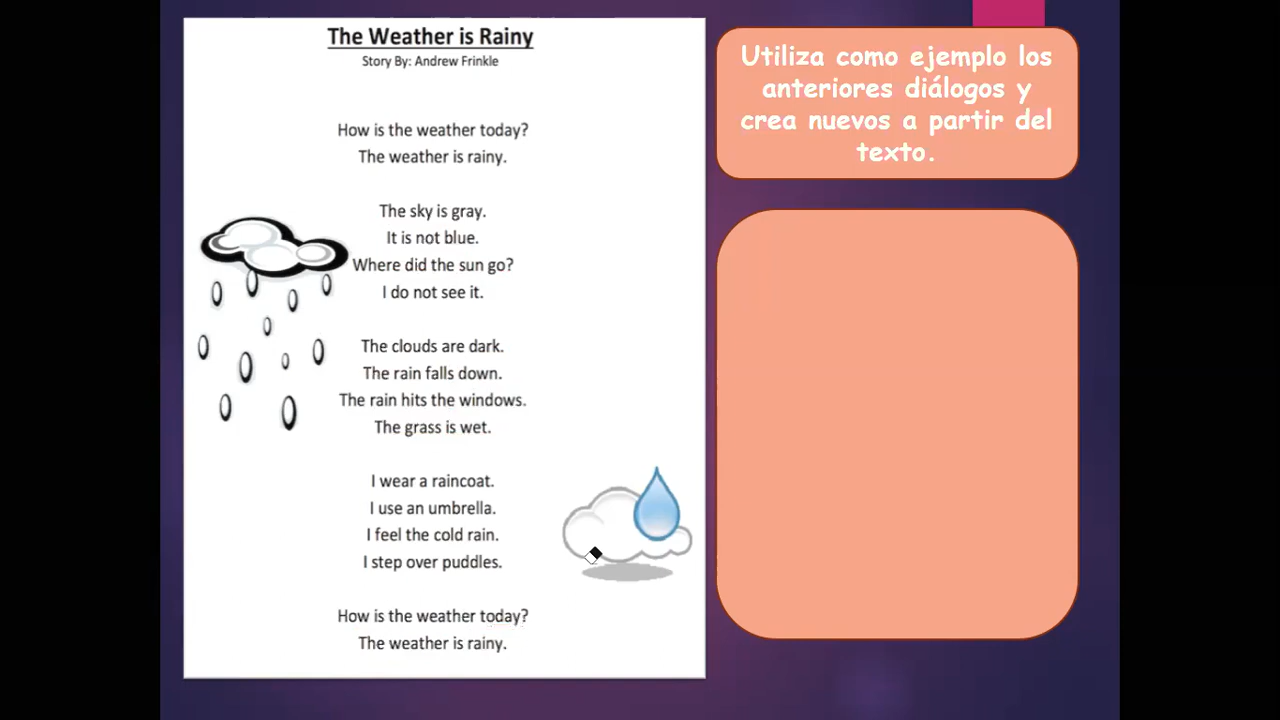 The Weather is Rainy
Story By: Andrew Frinkle
How is the weather today?
The weather is rainy.
The sky is gray.
It is not blue.
Where did the sun go?
I do not see it.
The clouds are dark.
The rain falls down.
The rain hits the windows.
The grass is wet.
I wear a raincoat.
I use an umbrella.
I feel the cold rain.
I step over puddles.
How is the weather today?
The weather is rainy.
Utiliza como ejemplo los
anteriores diálogos y
crea nuevos a partir del
texto.